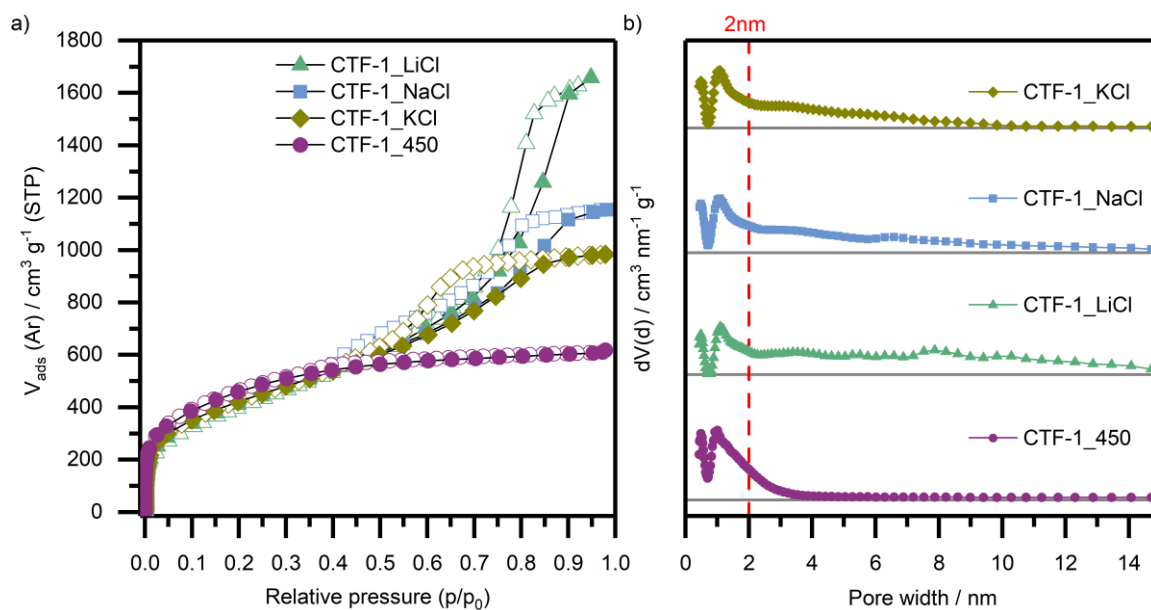 a)
1800
1600
1400
1200
1000
800
600
400
200
0
V_ads (Ar) / cm³ g⁻¹ (STP)
CTF-1_LiCl
CTF-1_NaCl
CTF-1_KCl
CTF-1_450
0.0 0.1 0.2 0.3 0.4 0.5 0.6 0.7 0.8 0.9 1.0
Relative pressure (p/p₀)
b)
2nm
dV(d) / cm³ nm⁻¹ g⁻¹
CTF-1_KCl
CTF-1_NaCl
CTF-1_LiCl
CTF-1_450
0 2 4 6 8 10 12 14
Pore width / nm